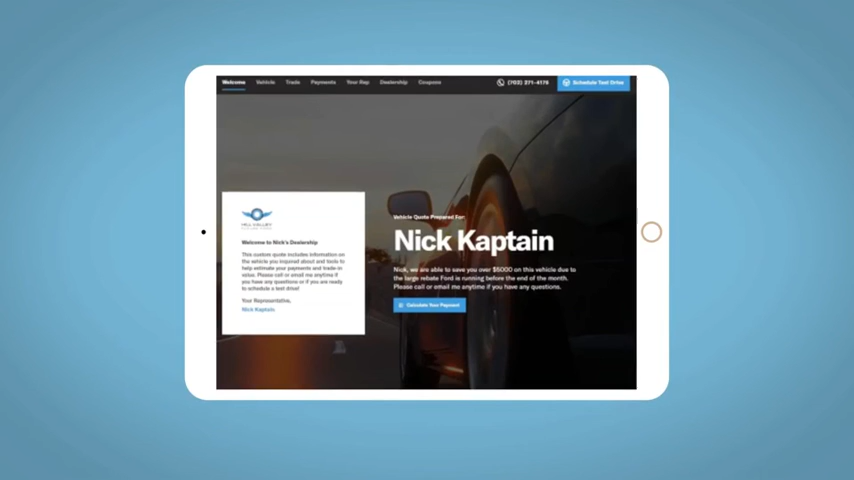 Welcome Vehicle Trade Payments Your Rep Dealership Coupons
Schedule Test Drive
Vehicle Quote Prepared For:
Nick Kaptain
Nick, we are able to save you over $5000 on this vehicle due to
the large rebate Ford is running before the end of the month.
Please call or email me anytime if you have any questions.
Calculate Your Payment
Welcome to Nick's Dealership
This custom quote includes information on
the vehicle you inquired about and tools to
help estimate your payments and trade-in
value. Please call or email me anytime if
you have any questions or if you are ready
to schedule a test drive!
Your Representative,
Nick Kaptain